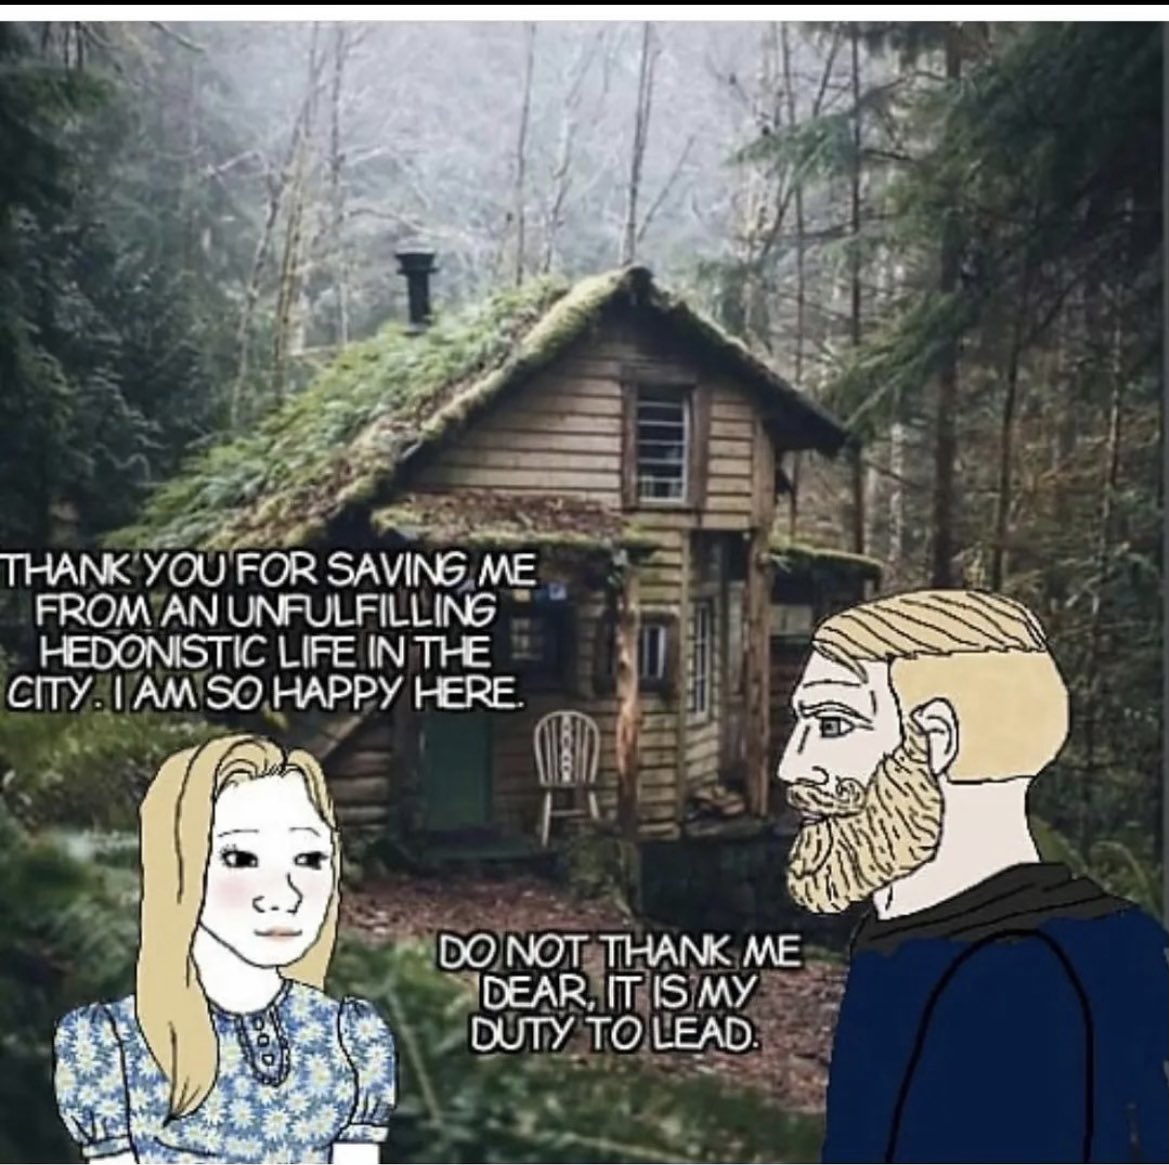 THANK YOU FOR SAVING ME
FROM AN UNFULFILLING
HEDONISTIC LIFE IN THE
CITY. I AM SO HAPPY HERE.
DO NOT THANK ME
DEAR, IT IS MY
DUTY TO LEAD.